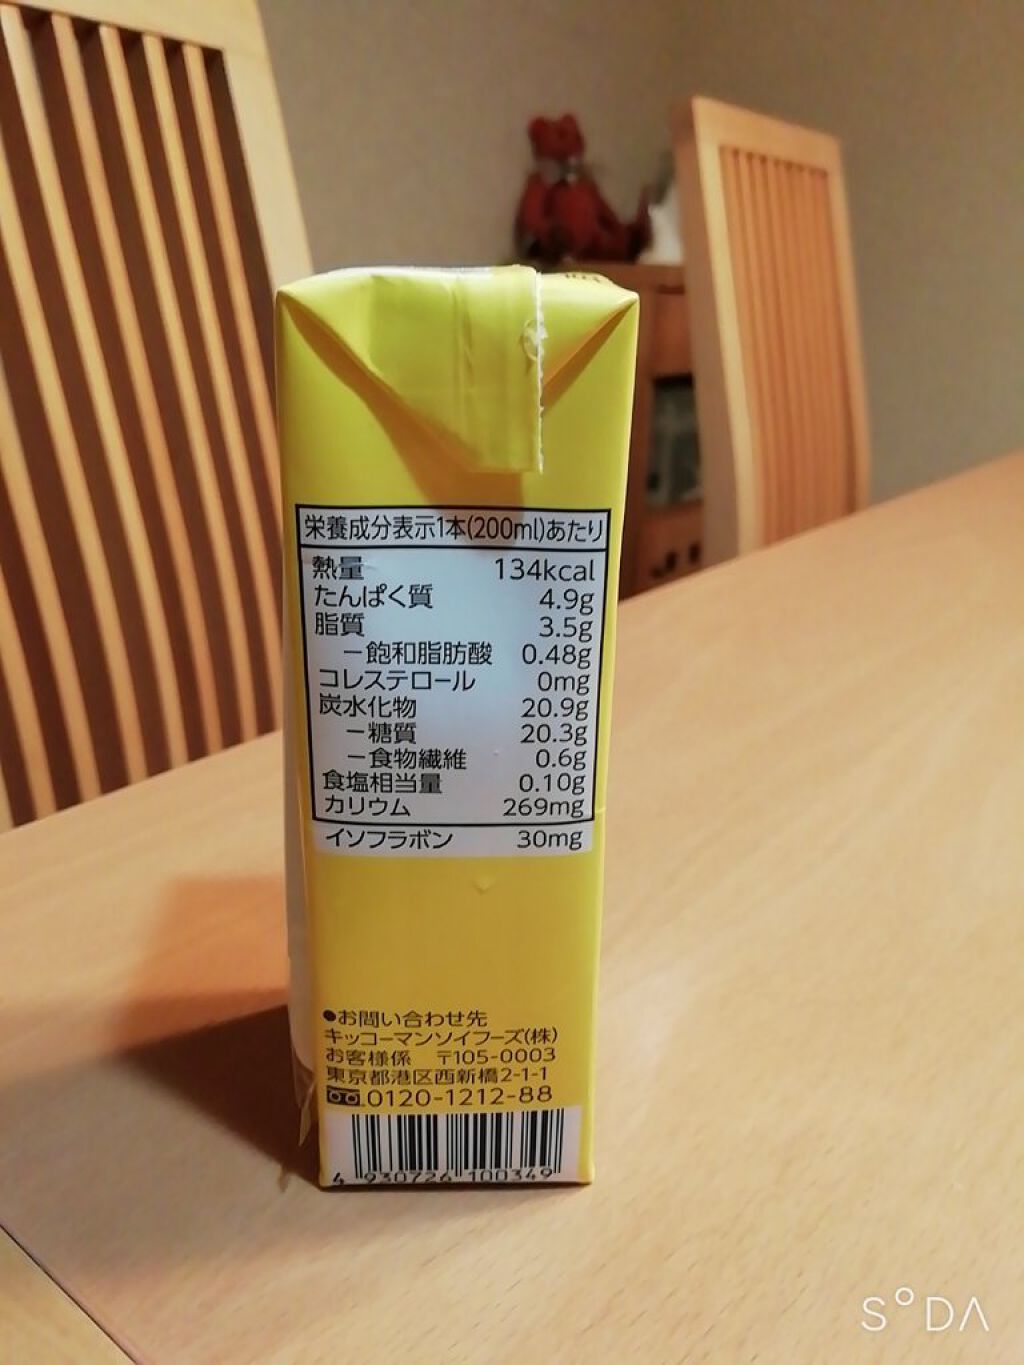 栄養成分表示1本(200ml)あたり
熱量 134kcal
たんぱく質 4.9g
脂質 3.5g
－飽和脂肪酸 0.48g
コレステロール 0mg
炭水化物 20.9g
－糖質 20.3g
－食物繊維 0.6g
食塩相当量 0.10g
カリウム 269mg
イソフラボン 30mg
●お問い合わせ先
キッコーマンソイフーズ(株)
お客様係 〒105-0003
東京都港区西新橋2-1-1
0120-1212-88
4 930726 100349
SODA